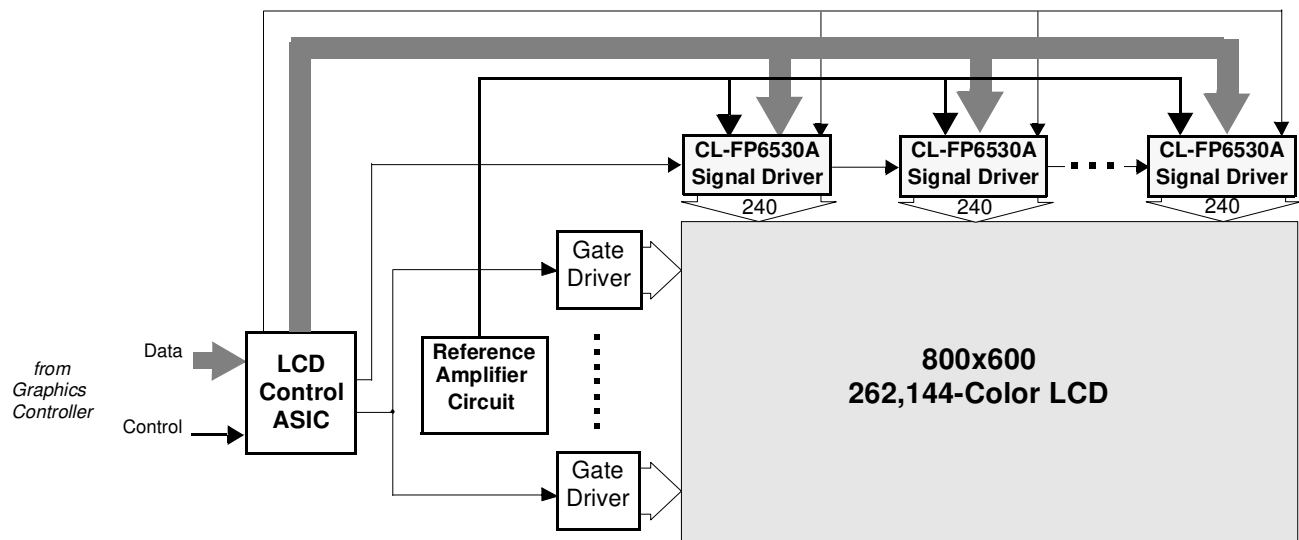 CL-FP6530A
Signal Driver
CL-FP6530A
Signal Driver
CL-FP6530A
Signal Driver
240
240
240
Gate
Driver
from
Graphics
Controller
Data
Control
LCD
Control
ASIC
Reference
Amplifier
Circuit
800x600
262,144-Color LCD
Gate
Driver